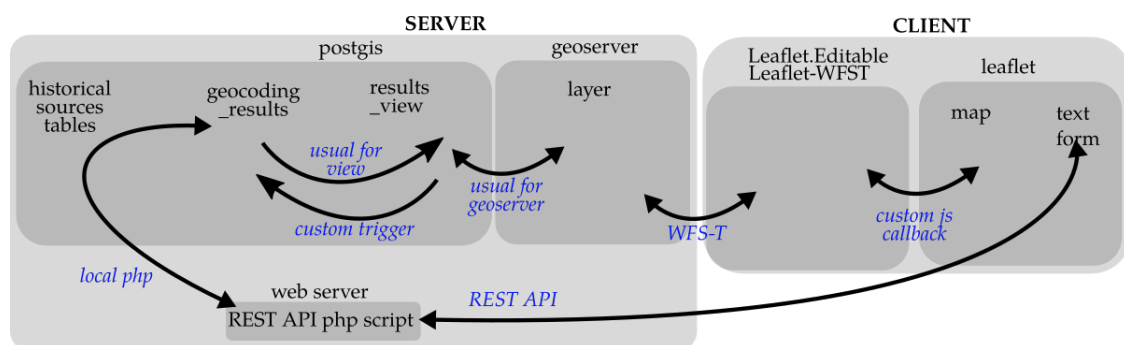 SERVER
CLIENT
postgis
geoserver
Leaflet.Editable
Leaflet-WFST
leaflet
historical
sources
tables
geocoding
_results
results
_view
layer
map
text
form
usual for
view
usual for
geoserver
custom trigger
WFS-T
custom js
callback
local php
web server
REST API php script
REST API